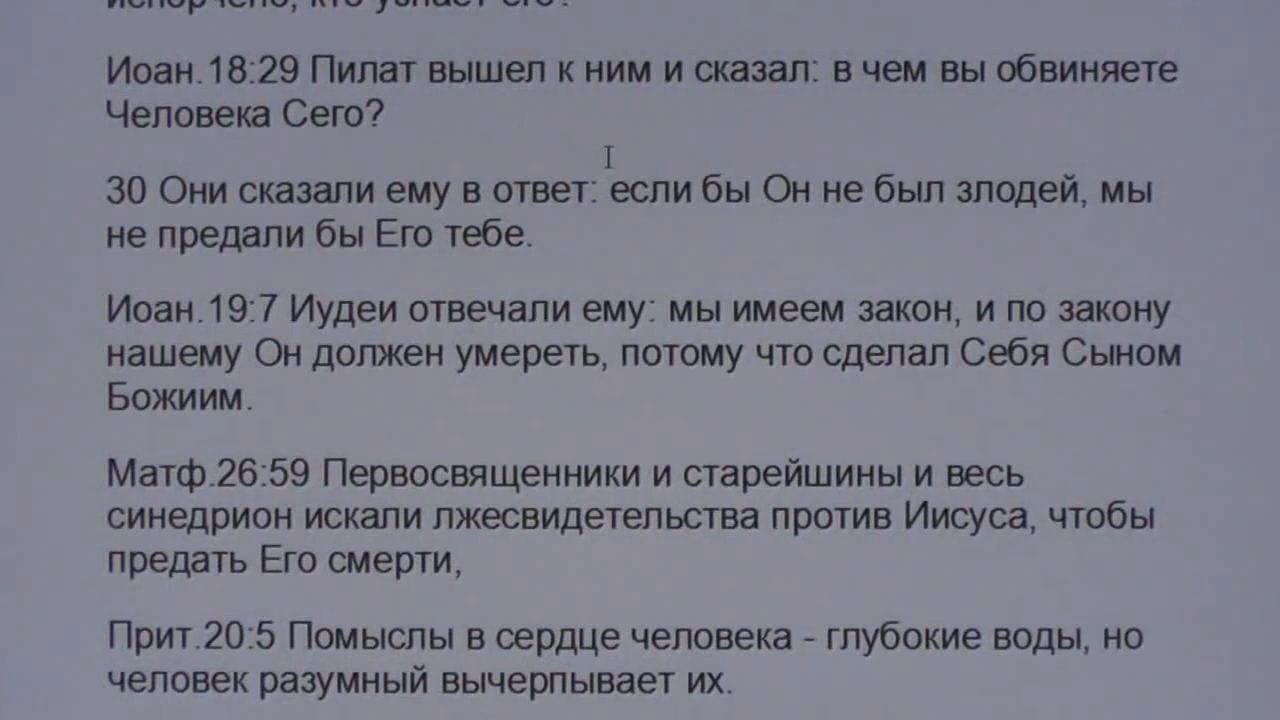 испорчено, кто узнает его?
Иоан.18:29 Пилат вышел к ним и сказал: в чем вы обвиняете
Человека Сего?
30 Они сказали ему в ответ: если бы Он не был злодей, мы
не предали бы Его тебе.
Иоан.19:7 Иудеи отвечали ему: мы имеем закон, и по закону
нашему Он должен умереть, потому что сделал Себя Сыном
Божиим.
Матф.26:59 Первосвященники и старейшины и весь
синедрион искали лжесвидетельства против Иисуса, чтобы
предать Его смерти,
Прит.20:5 Помыслы в сердце человека - глубокие воды, но
человек разумный вычерпывает их.